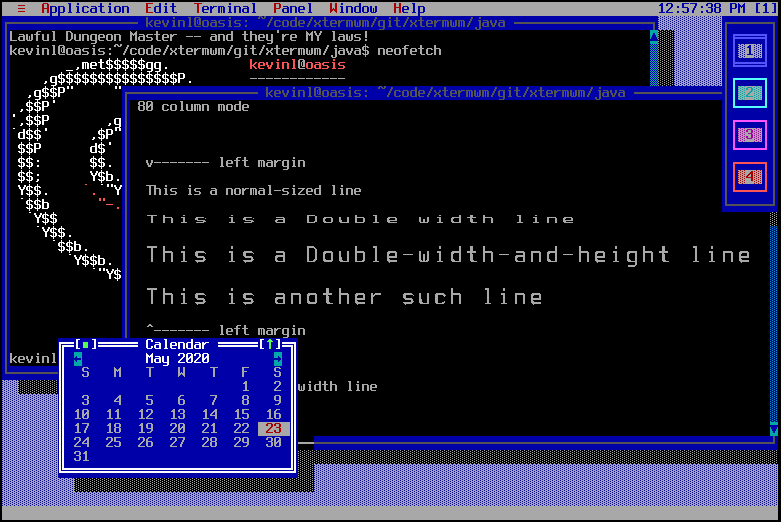 ≡ Application Edit Terminal Panel Window Help 12:57:38 PM [1]
kevinl@oasis: ~/code/xtermwm/git/xtermwm/java
Lawful Dungeon Master -- and they're MY laws!
kevinl@oasis:~/code/xtermwm/git/xtermwm/java$ neofetch
_,met$$$$$gg. kevinl@oasis
,g$$$$$$$$$$$$$$$P. ------------
,g$$P"
,$$P'
',$$P ,g
`d$$' ,$P"
$$P d$'
$$: $$.
$$; Y$b.
Y$$. `.`"Y
`$$b "-.
`Y$$
`Y$$.
`$$b.
`Y$$b.
`"Y$
kevinl
kevinl@oasis: ~/code/xtermwm/git/xtermwm/java
80 column mode
v------- left margin
This is a normal-sized line
This is a Double width line
This is a Double-width-and-height line
This is another such line
^------- left margin
width line
1
2
3
4
[■] Calendar [↑]
← May 2020 →
S M T W T F S
1 2
3 4 5 6 7 8 9
10 11 12 13 14 15 16
17 18 19 20 21 22 23
24 25 26 27 28 29 30
31